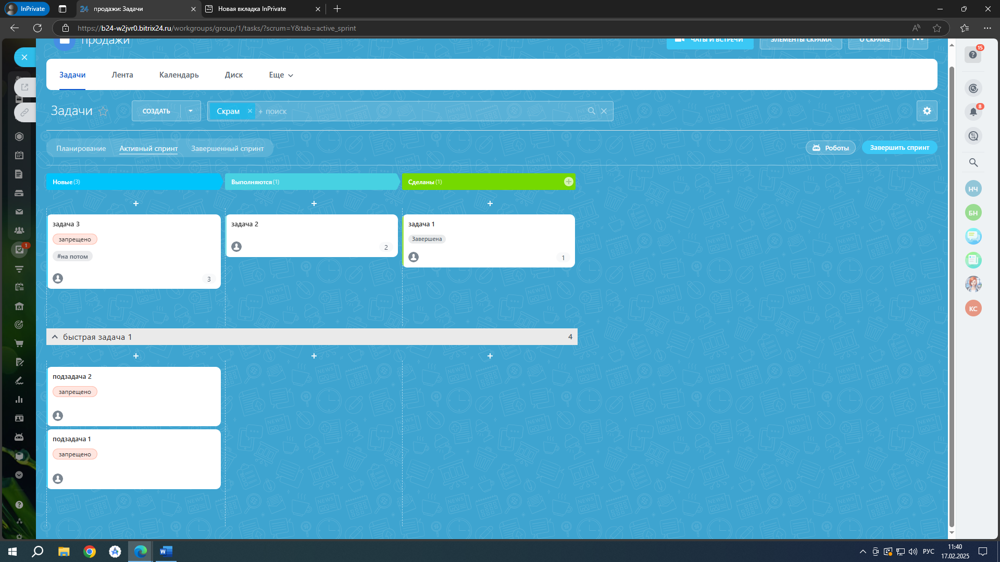 InPrivate
24 продажи: Задачи
Новая вкладка InPrivate
https://b24-w2jvr0.bitrix24.ru/workgroups/group/1/tasks/?scrum=Y&tab=active_sprint
продажи
ЧАТЫ И ВСТРЕЧИ
ЭЛЕМЕНТЫ СКРАМА
О СКРАМЕ
15
Задачи
Лента
Календарь
Диск
Еще
8
Задачи
СОЗДАТЬ
Скрам
+ поиск
Планирование
Активный спринт
Завершенный спринт
Роботы
Завершить спринт
Новые (3)
Выполняются (1)
Сделаны (1)
НЧ
БН
КС
1
задача 3
запрещено
#на потом
3
задача 2
2
задача 1
Завершена
1
быстрая задача 1
4
подзадача 2
запрещено
подзадача 1
запрещено
РУС
11:40
17.02.2025